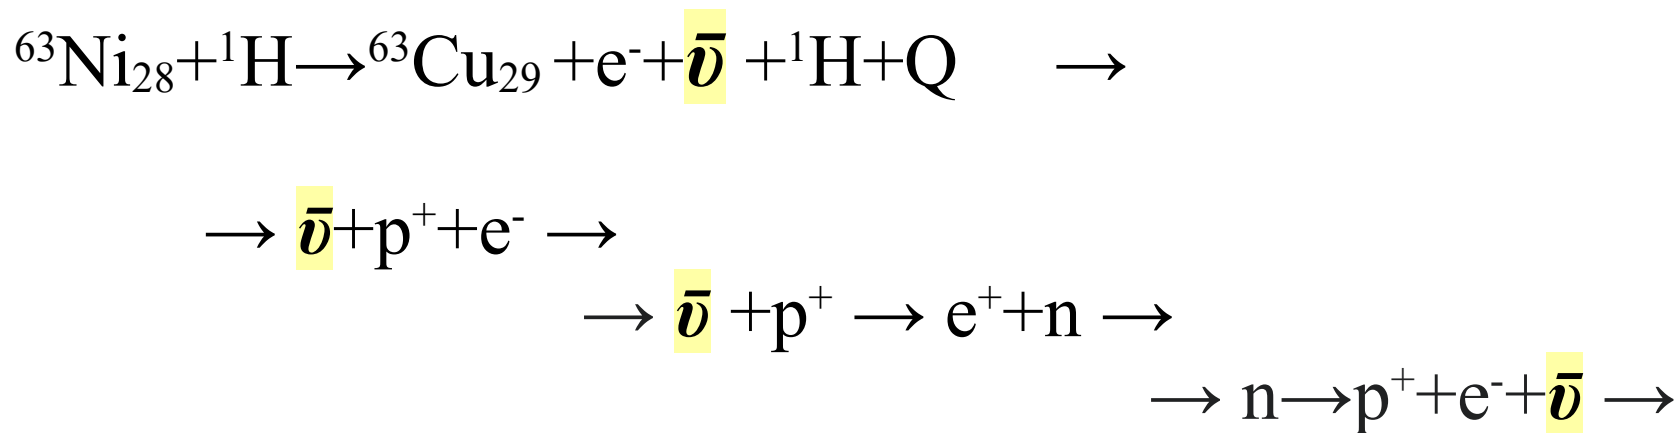 ⁶³Ni₂₈+¹H→⁶³Cu₂₉ +e⁻+ῡ +¹H+Q →
→ ῡ+p⁺+e⁻ →
→ ῡ +p⁺ → e⁺+n →
→ n→p⁺+e⁻+ῡ →